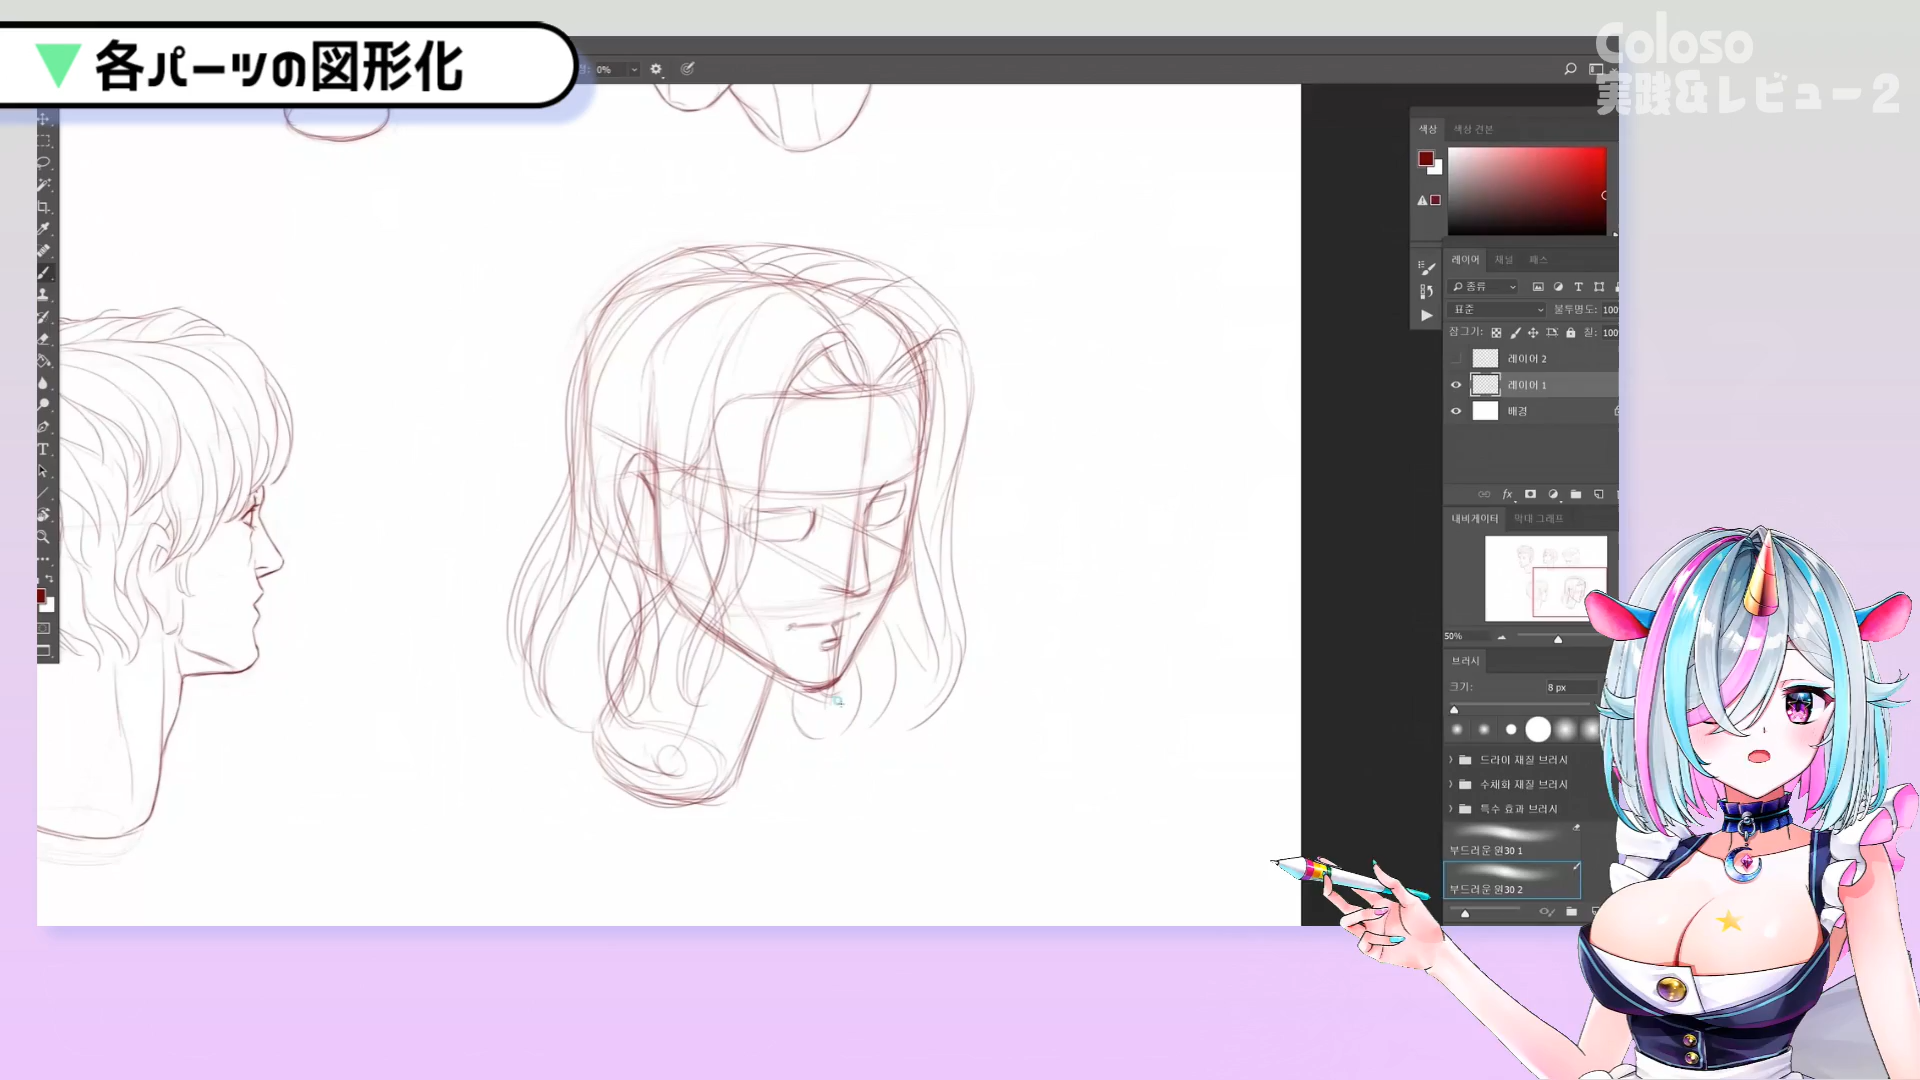 各パーツの図形化
Coloso
実践&レビュー2
0%
색상 색상 견본
레이어 채널 패스
종류
표준 불투명도: 100
잠그기: 칠: 100
레이어 2
레이어 1
배경
fx
내비게이터 막대 그래프
50%
브러시
크기: 8 px
드라이 재질 브러시
수채화 재질 브러시
특수 효과 브러시
부드러운 원30 1
부드러운 원30 2